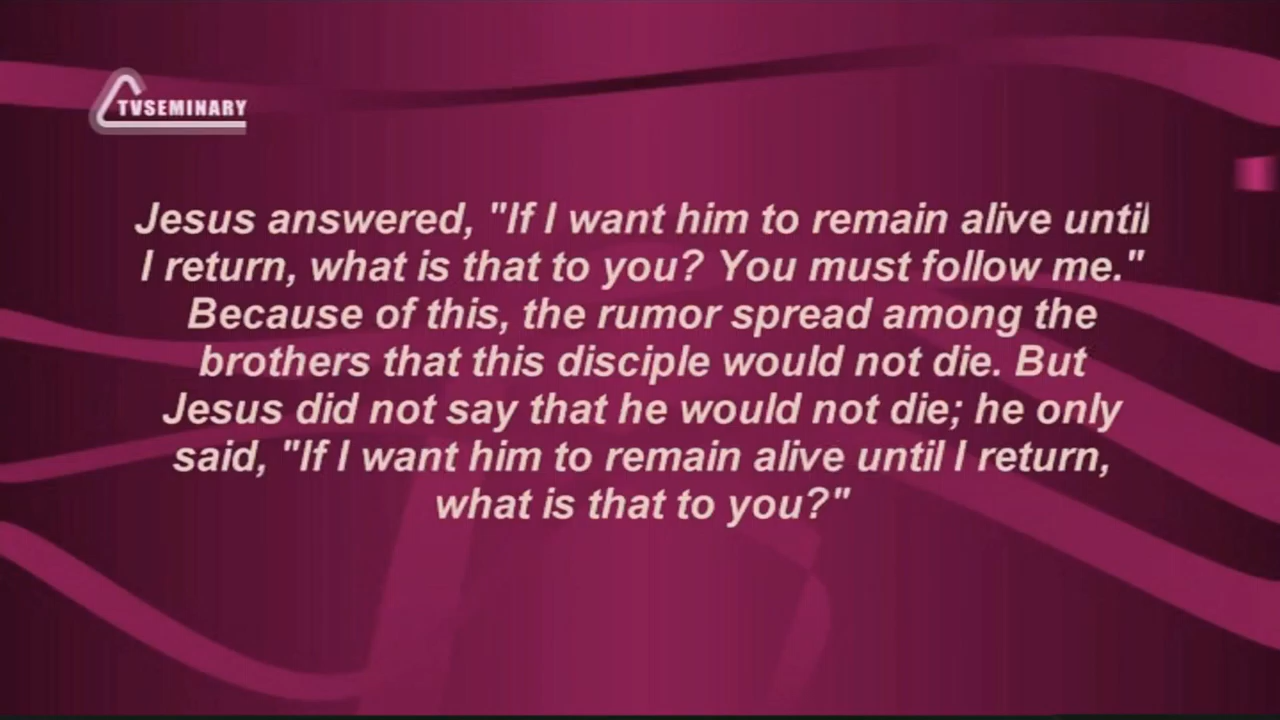 TVSEMINARY
Jesus answered, "If I want him to remain alive until
I return, what is that to you? You must follow me."
Because of this, the rumor spread among the
brothers that this disciple would not die. But
Jesus did not say that he would not die; he only
said, "If I want him to remain alive until I return,
what is that to you?"